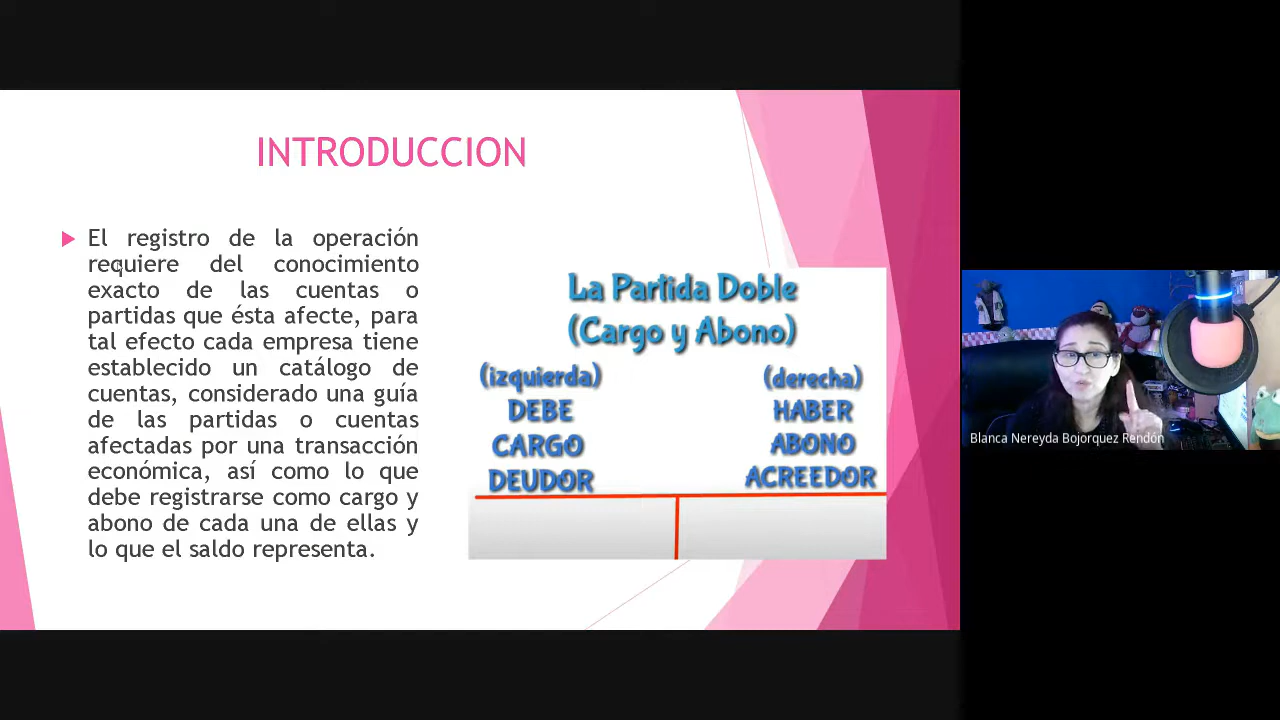 INTRODUCCION
El registro de la operación
requiere del conocimiento
exacto de las cuentas o
partidas que ésta afecte, para
tal efecto cada empresa tiene
establecido un catálogo de
cuentas, considerado una guía
de las partidas o cuentas
afectadas por una transacción
económica, así como lo que
debe registrarse como cargo y
abono de cada una de ellas y
lo que el saldo representa.
La Partida Doble
(Cargo y Abono)
(izquierda)
DEBE
CARGO
DEUDOR
(derecha)
HABER
ABONO
ACREEDOR
Blanca Nereyda Bojorquez Rendón